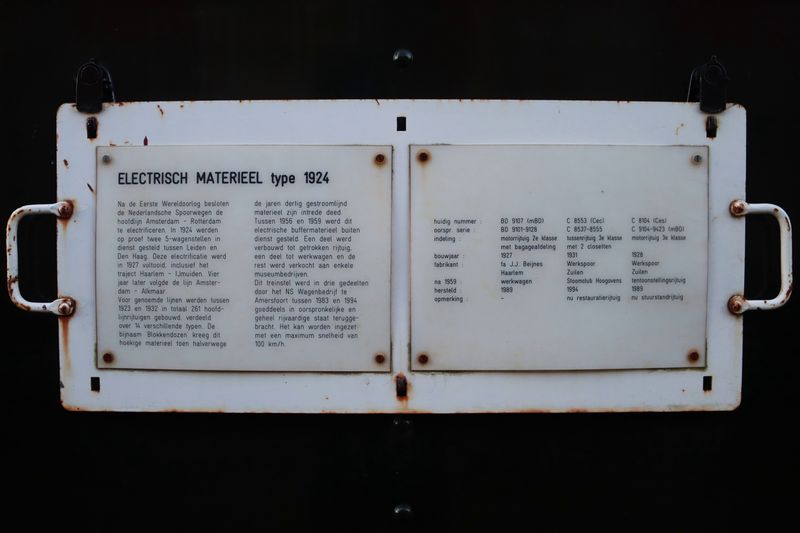 ELECTRISCH MATERIEEL type 1924
Na de Eerste Wereldoorlog besloten
de Nederlandsche Spoorwegen de
hoofdlijn Amsterdam - Rotterdam
te electrificeren. In 1924 werden
op proef twee 5-wagenstellen in
dienst gesteld tussen Leiden en
Den Haag. Deze electrificatie werd
in 1927 voltooid, inclusief het
traject Haarlem - IJmuiden. Vier
jaar later volgde de lijn Amster-
dam - Alkmaar.
Voor genoemde lijnen werden tussen
1923 en 1932 in totaal 261 hoofd-
lijnrijtuigen gebouwd, verdeeld
over 14 verschillende typen. De
bijnaam Blokkendozen kreeg dit
hoekige materieel toen halverwege
de jaren dertig gestroomlijnd
materieel zijn intrede deed.
Tussen 1956 en 1959 werd dit
electrische buffermaterieel buiten
dienst gesteld. Een deel werd
verbouwd tot getrokken rijtuig,
een deel tot werkwagen en de
rest werd verkocht aan enkele
museumbedrijven.
Dit treinstel werd in drie gedeelten
door het NS Wagenbedrijf te
Amersfoort tussen 1983 en 1994
goeddeels in oorspronkelijke en
geheel rijvaardige staat terugge-
bracht. Het kan worden ingezet
met een maximum snelheid van
100 km/h.
huidig nummer : BD 9107 (mBD) C 8553 (Cec) C 8104 (Ces)
oorspr. serie : BD 9101-9128 C 8537-8555 C 9104-9423 (mBD)
indeling : motorrijtuig 2e klasse tussenrijtuig 3e klasse motorrijtuig 3e klasse
met bagageafdeling met 2 closetten
bouwjaar : 1927 1931 1926
fabrikant : fa J.J. Beijnes Werkspoor Werkspoor
Haarlem Zuilen Zuilen
na 1959 werkwagen Stoomclub Hoogovens tentoonstellingsrijtuig
hersteld 1989 1994 1989
opmerking : - nu restauratierijtuig nu stuurstandrijtuig